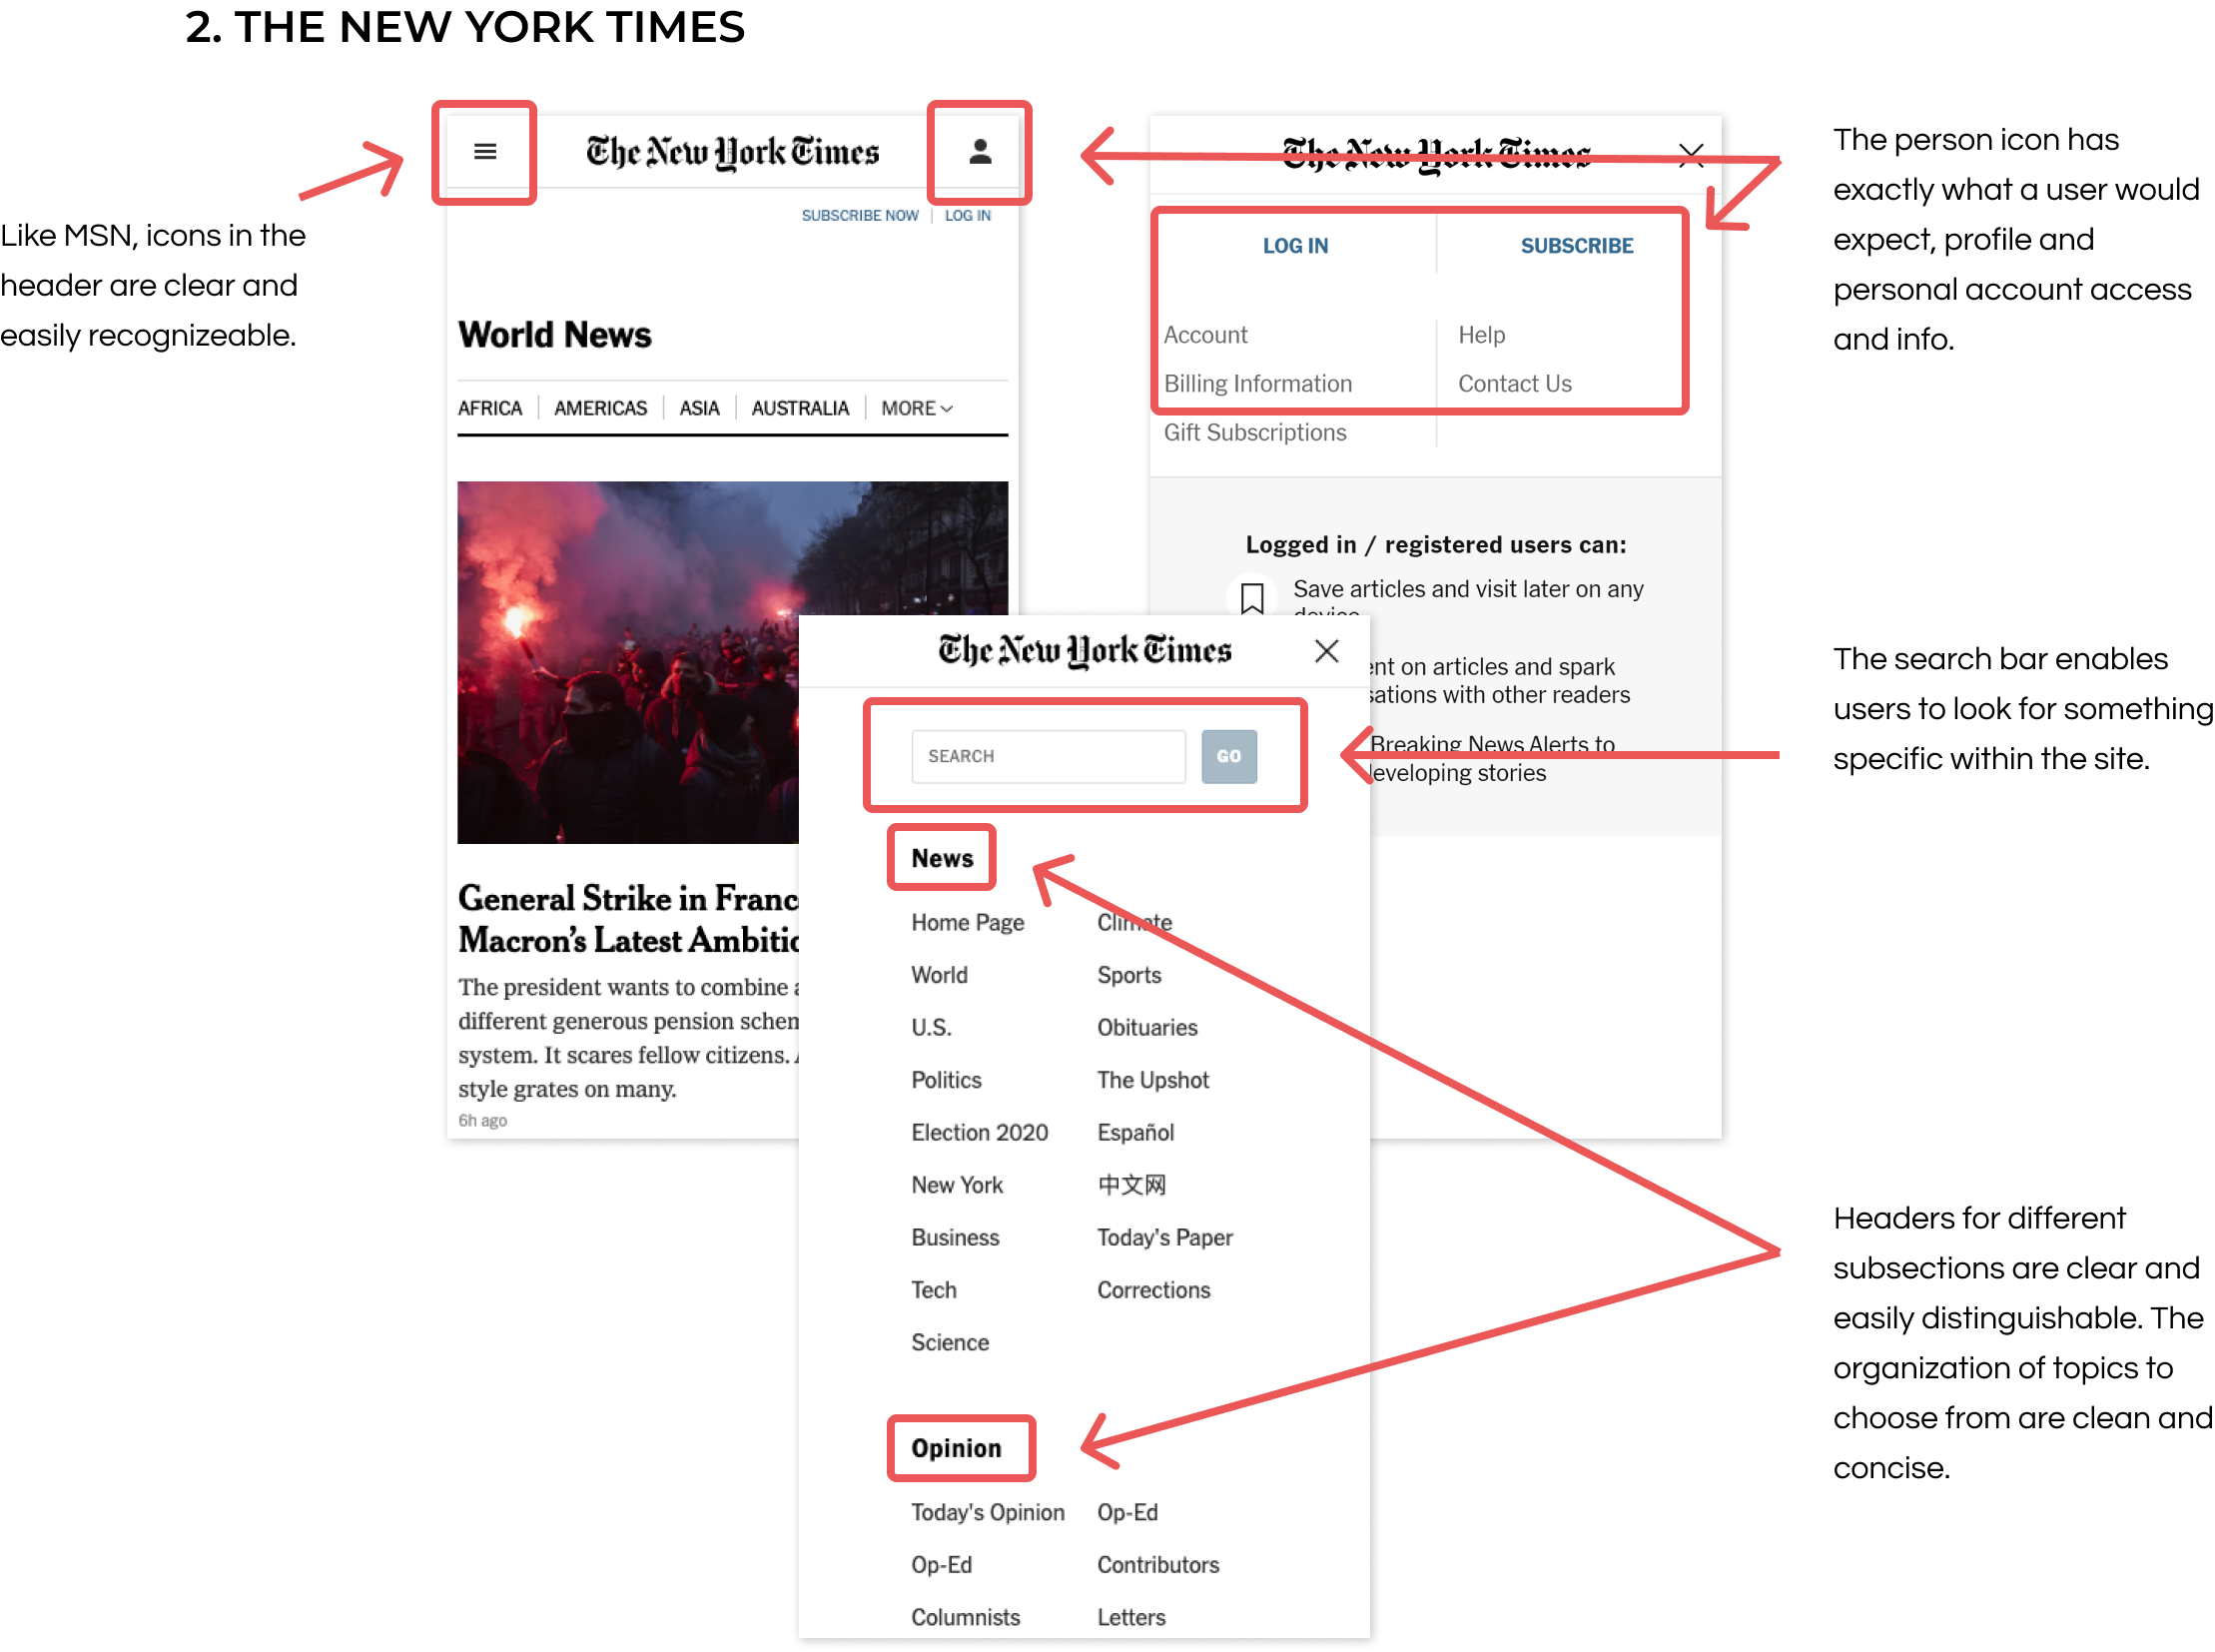 2. THE NEW YORK TIMES
Like MSN, icons in the
header are clear and
easily recognizeable.
The New York Times
SUBSCRIBE NOW | LOG IN
World News
AFRICA | AMERICAS | ASIA | AUSTRALIA | MORE
General Strike in Franc
Macron’s Latest Ambitio
The president wants to combine a
different generous pension schem
system. It scares fellow citizens. A
style grates on many.
6h ago
The New York Times
LOG IN
SUBSCRIBE
Account
Help
Billing Information
Contact Us
Gift Subscriptions
Logged in / registered users can:
Save articles and visit later on any
device
nt on articles and spark
sations with other readers
Breaking News Alerts to
eveloping stories
The New York Times
SEARCH
GO
News
Home Page
Climate
World
Sports
U.S.
Obituaries
Politics
The Upshot
Election 2020
Español
New York
中文网
Business
Today's Paper
Tech
Corrections
Science
Opinion
Today's Opinion
Op-Ed
Op-Ed
Contributors
Columnists
Letters
The person icon has
exactly what a user would
expect, profile and
personal account access
and info.
The search bar enables
users to look for something
specific within the site.
Headers for different
subsections are clear and
easily distinguishable. The
organization of topics to
choose from are clean and
concise.